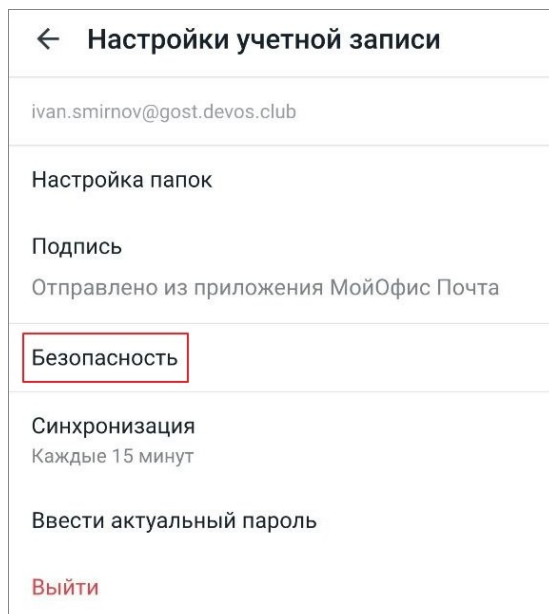 Настройки учетной записи
ivan.smirnov@gost.devos.club
Настройка папок
Подпись
Отправлено из приложения МойОфис Почта
Безопасность
Синхронизация
Каждые 15 минут
Ввести актуальный пароль
Выйти